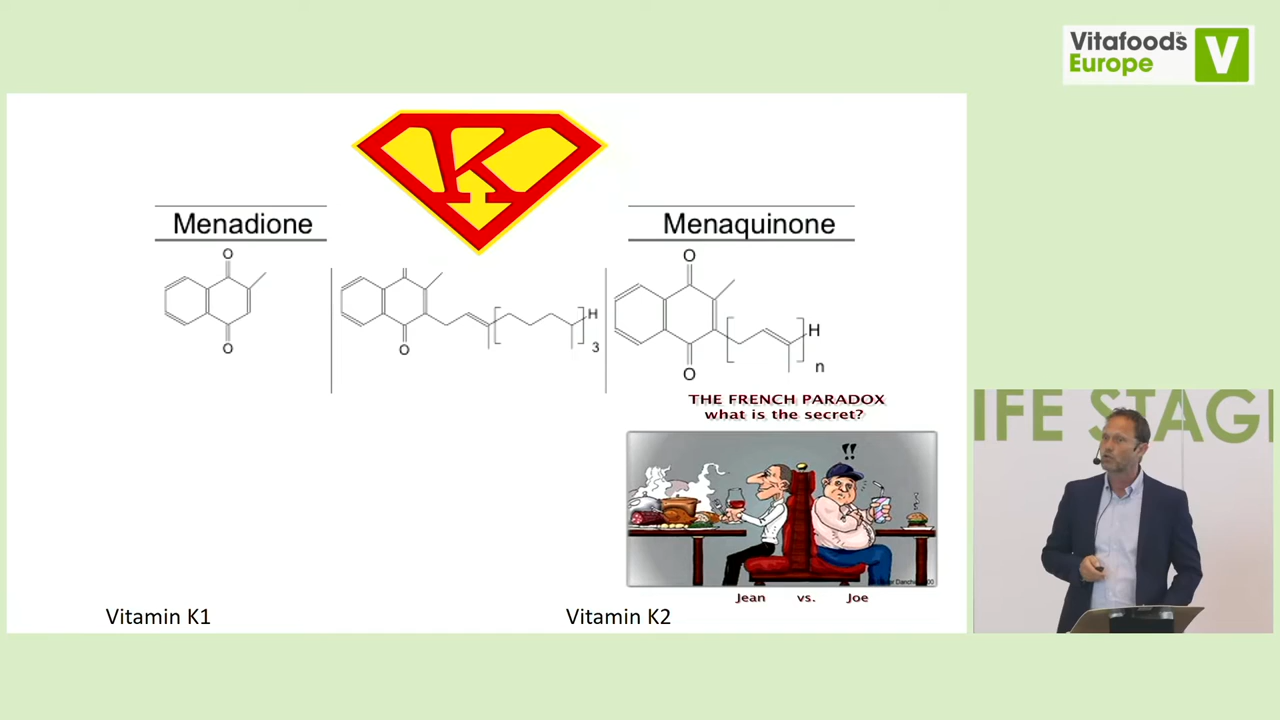 Vitafoods™
Europe
V
K
Menadione
Menaquinone
O
O
O
H
3
O
O
H
n
THE FRENCH PARADOX
what is the secret?
!!
Jean vs. Joe
Vitamin K1
Vitamin K2
IFE STAG